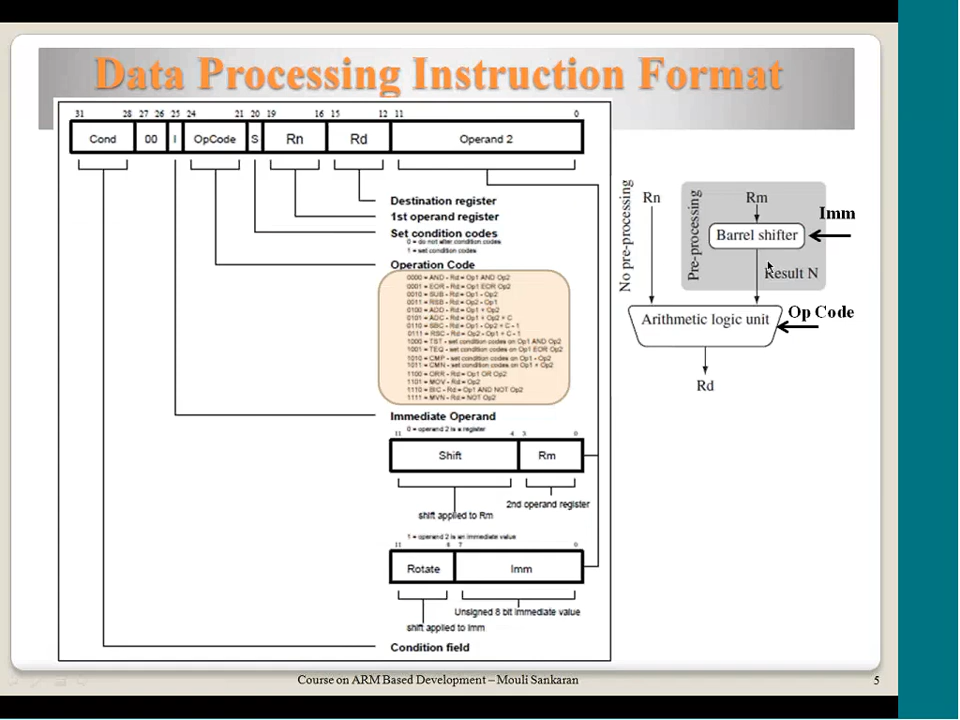 Data Processing Instruction Format
31 28 27 26 25 24 21 20 19 16 15 12 11 0
Cond 00 I OpCode S Rn Rd Operand 2
Destination register
1st operand register
Set condition codes
0 = do not alter condition codes
1 = set condition codes
Operation Code
0000 = AND - Rd = Op1 AND Op2
0001 = EOR - Rd = Op1 EOR Op2
0010 = SUB - Rd = Op1 - Op2
0011 = RSB - Rd = Op2 - Op1
0100 = ADD - Rd = Op1 + Op2
0101 = ADC - Rd = Op1 + Op2 + C
0110 = SBC - Rd = Op1 - Op2 + C - 1
0111 = RSC - Rd = Op2 - Op1 + C - 1
1000 = TST - set condition codes on Op1 AND Op2
1001 = TEQ - set condition codes on Op1 EOR Op2
1010 = CMP - set condition codes on Op1 - Op2
1011 = CMN - set condition codes on Op1 + Op2
1100 = ORR - Rd = Op1 OR Op2
1101 = MOV - Rd = Op2
1110 = BIC - Rd = Op1 AND NOT Op2
1111 = MVN - Rd = NOT Op2
Immediate Operand
0 = operand 2 is a register
11 4 3 0
Shift Rm
2nd operand register
shift applied to Rm
1 = operand 2 is an immediate value
11 8 7 0
Rotate Imm
Unsigned 8 bit immediate value
shift applied to Imm
Condition field
No pre-processing
Rn
Pre-processing
Rm
Imm
Barrel shifter
Result N
Op Code
Arithmetic logic unit
Rd
Course on ARM Based Development – Mouli Sankaran
5